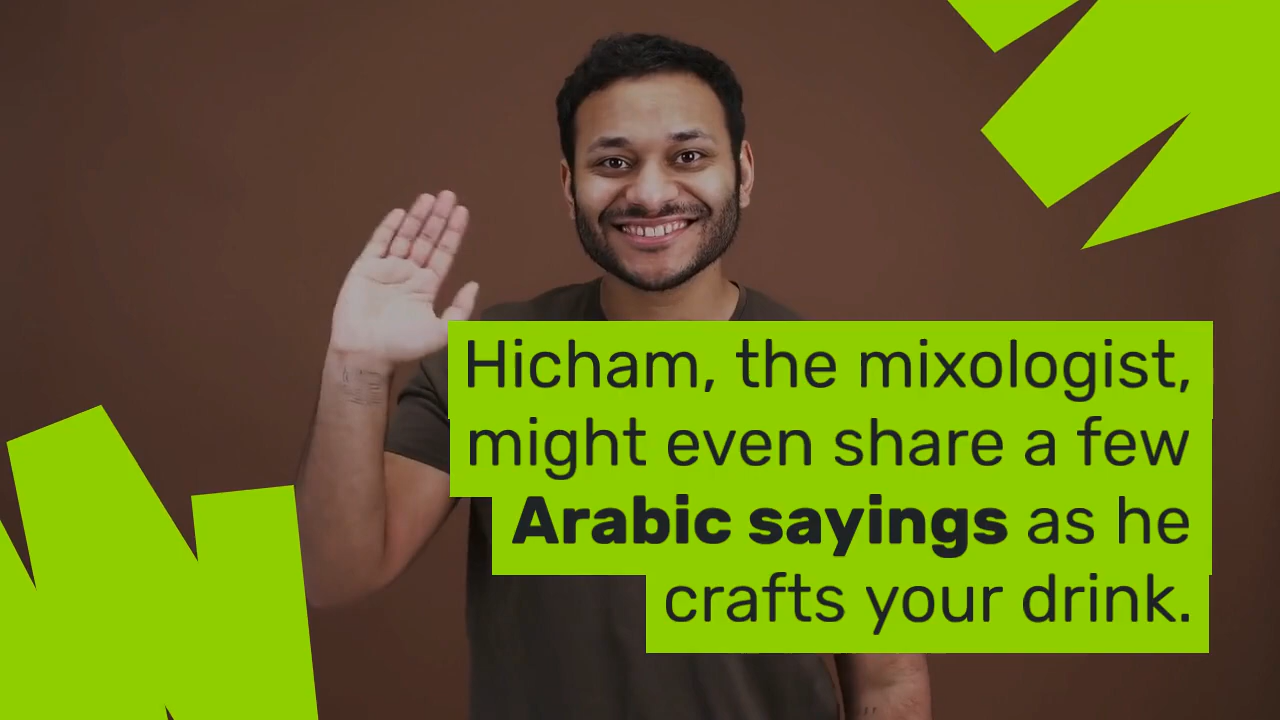 Hicham, the mixologist,
might even share a few
Arabic sayings as he
crafts your drink.